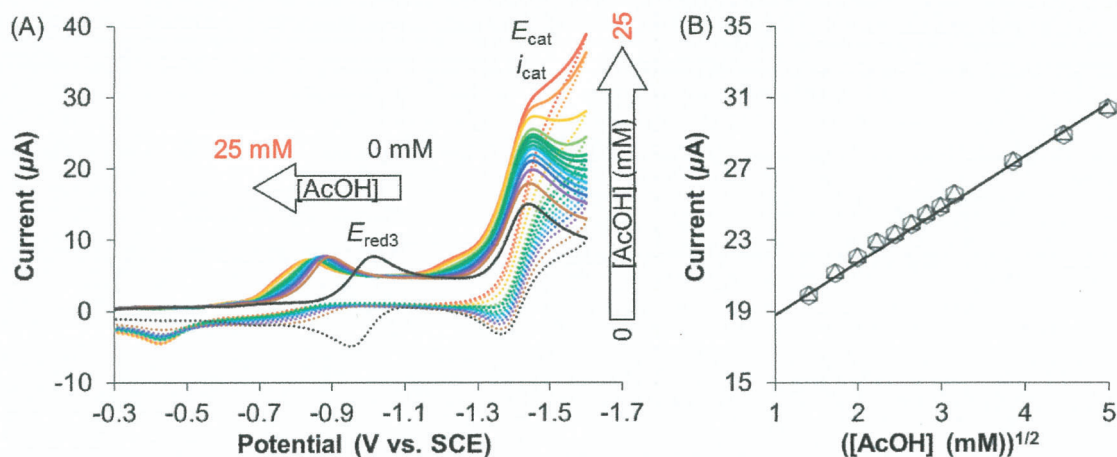 (A)
40
30
20
10
0
-10
Current (µA)
-0.3 -0.5 -0.7 -0.9 -1.1 -1.3 -1.5 -1.7
Potential (V vs. SCE)
25 mM 0 mM
[AcOH]
E_red3
E_cat
i_cat
25
[AcOH] (mM)
0
(B)
35
31
27
23
19
15
Current (µA)
1 2 3 4 5
([AcOH] (mM))^1/2